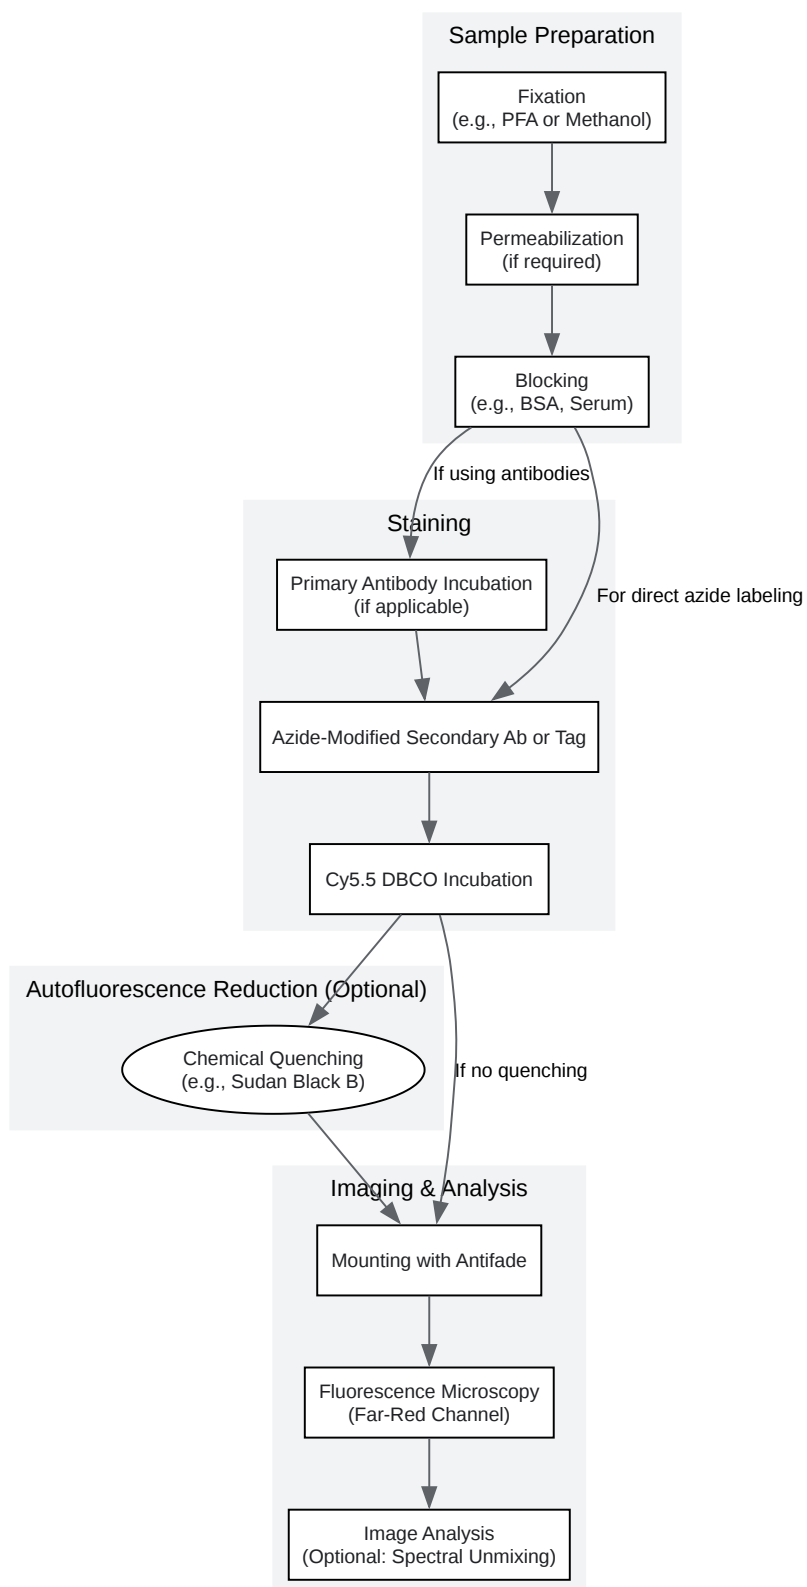 Sample Preparation
Fixation
(e.g., PFA or Methanol)
Permeabilization
(if required)
Blocking
(e.g., BSA, Serum)
If using antibodies
Staining
Primary Antibody Incubation
(if applicable)
For direct azide labeling
Azide-Modified Secondary Ab or Tag
Cy5.5 DBCO Incubation
Autofluorescence Reduction (Optional)
Chemical Quenching
(e.g., Sudan Black B)
If no quenching
Imaging & Analysis
Mounting with Antifade
Fluorescence Microscopy
(Far-Red Channel)
Image Analysis
(Optional: Spectral Unmixing)